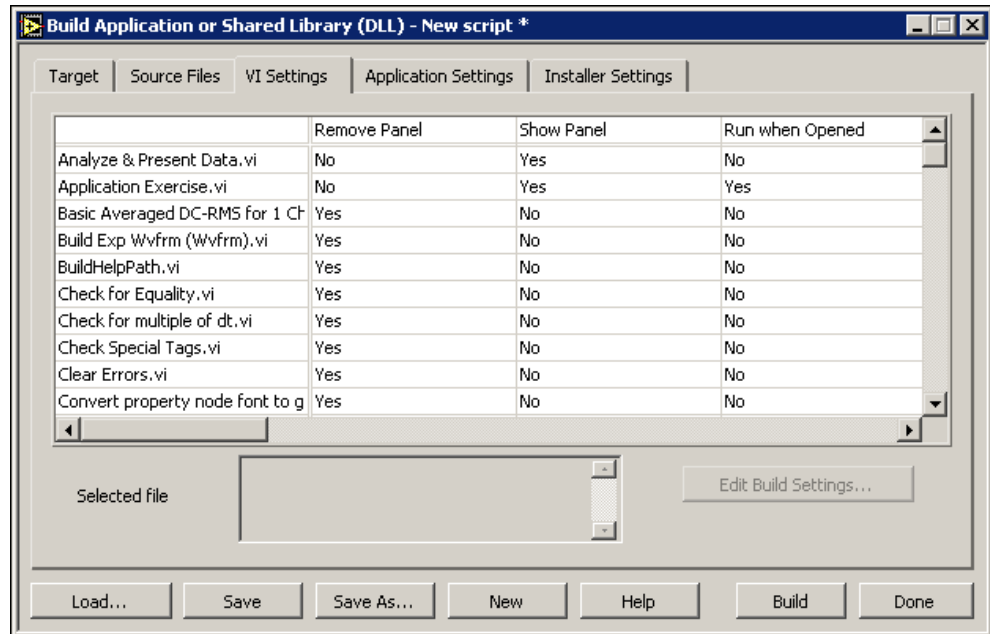 Build Application or Shared Library (DLL) - New script *
Target Source Files VI Settings Application Settings Installer Settings
Remove Panel Show Panel Run when Opened
Analyze & Present Data.vi No Yes No
Application Exercise.vi No Yes Yes
Basic Averaged DC-RMS for 1 Ch Yes No No
Build Exp Wvfrm (Wvfrm).vi Yes No No
BuildHelpPath.vi Yes No No
Check for Equality.vi Yes No No
Check for multiple of dt.vi Yes No No
Check Special Tags.vi Yes No No
Clear Errors.vi Yes No No
Convert property node font to g Yes No No
Selected file Edit Build Settings...
Load... Save Save As... New Help Build Done